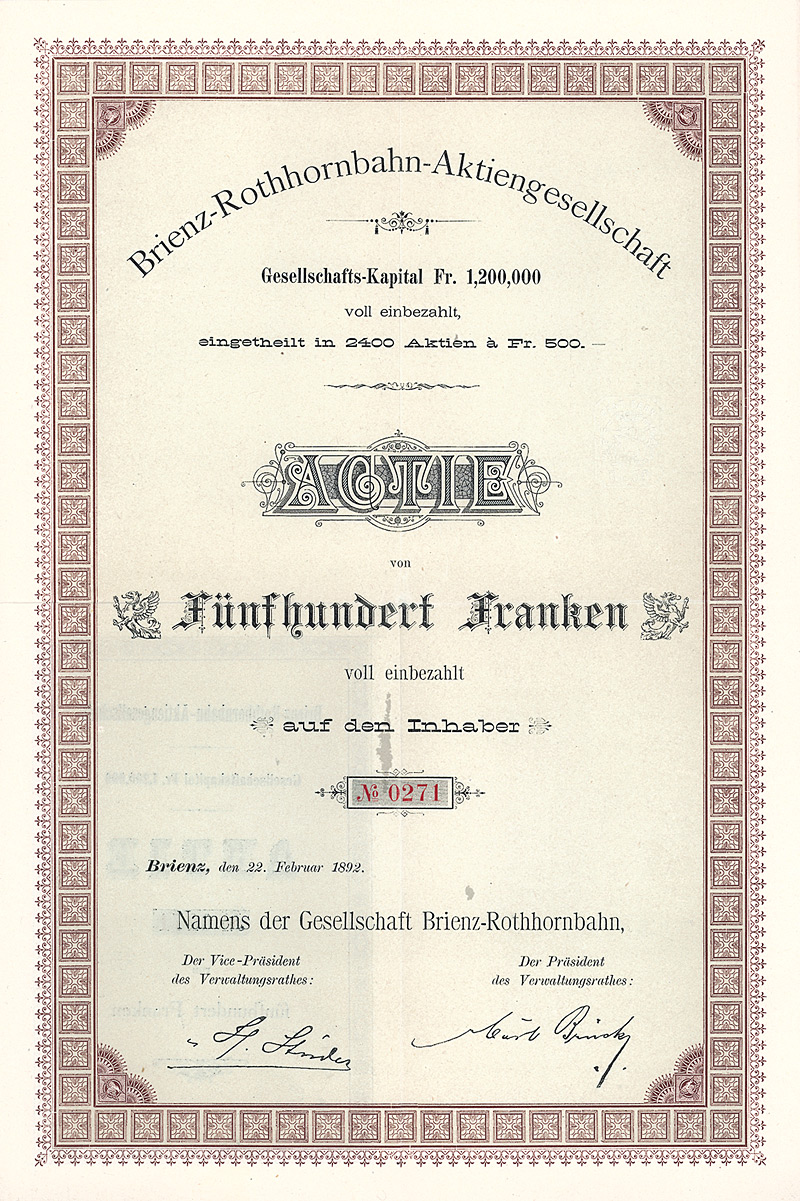 Brienz-Rothhornbahn-Aktiengesellschaft
Gesellschafts-Kapital Fr. 1,200,000
voll einbezahlt,
eingetheilt in 2400 Aktien à Fr. 500. —
ACTIE
von
Fünfhundert Franken
voll einbezahlt
auf den Inhaber
№ 0271
Brienz, den 22. Februar 1892.
Namens der Gesellschaft Brienz-Rothhornbahn,
Der Vice-Präsident
des Verwaltungsrathes:
Der Präsident
des Verwaltungsrathes: